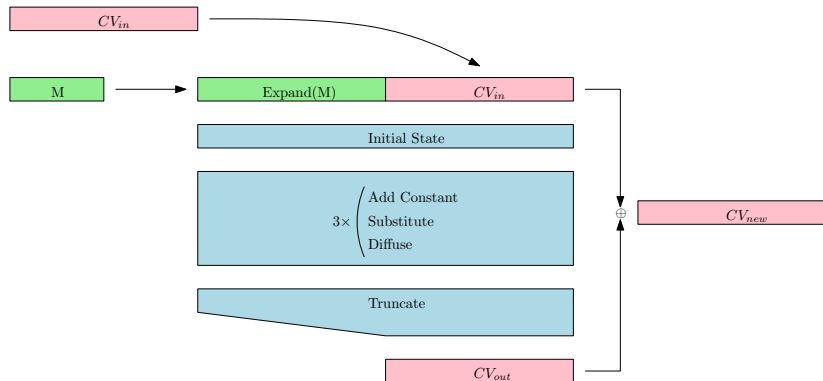 CV_in
M
Expand(M)
CV_in
Initial State
3×
Add Constant
Substitute
Diffuse
⊕
CV_new
Truncate
CV_out